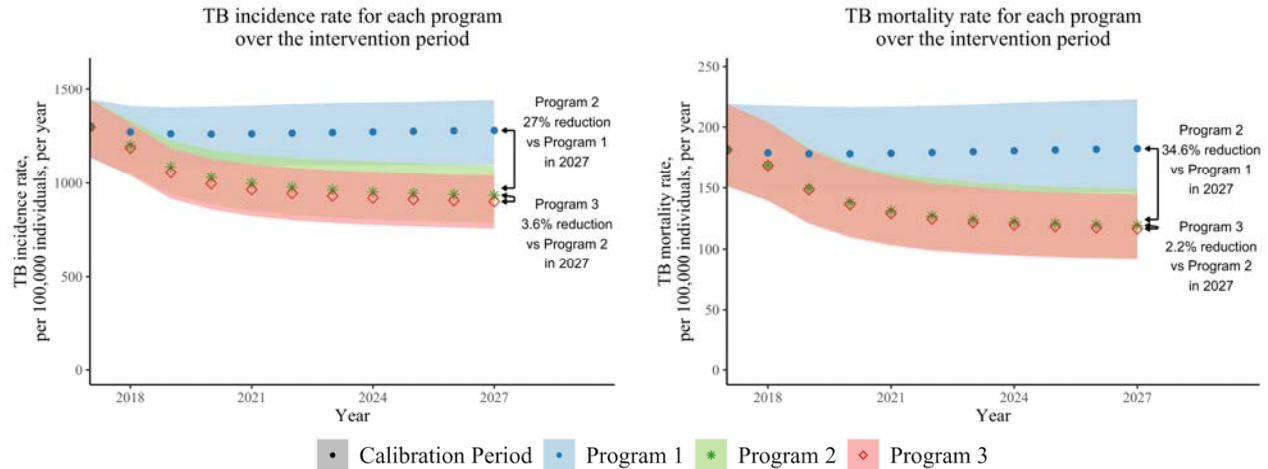 TB incidence rate for each program
over the intervention period
TB incidence rate,
per 100,000 individuals, per year
1500
1000
500
0
2018
2021
2024
2027
Year
Program 2
27% reduction
vs Program 1
in 2027
Program 3
3.6% reduction
vs Program 2
in 2027
TB mortality rate for each program
over the intervention period
TB mortality rate,
per 100,000 individuals, per year
250
200
150
100
50
0
2018
2021
2024
2027
Year
Program 2
34.6% reduction
vs Program 1
in 2027
Program 3
2.2% reduction
vs Program 2
in 2027
Calibration Period Program 1 Program 2 Program 3